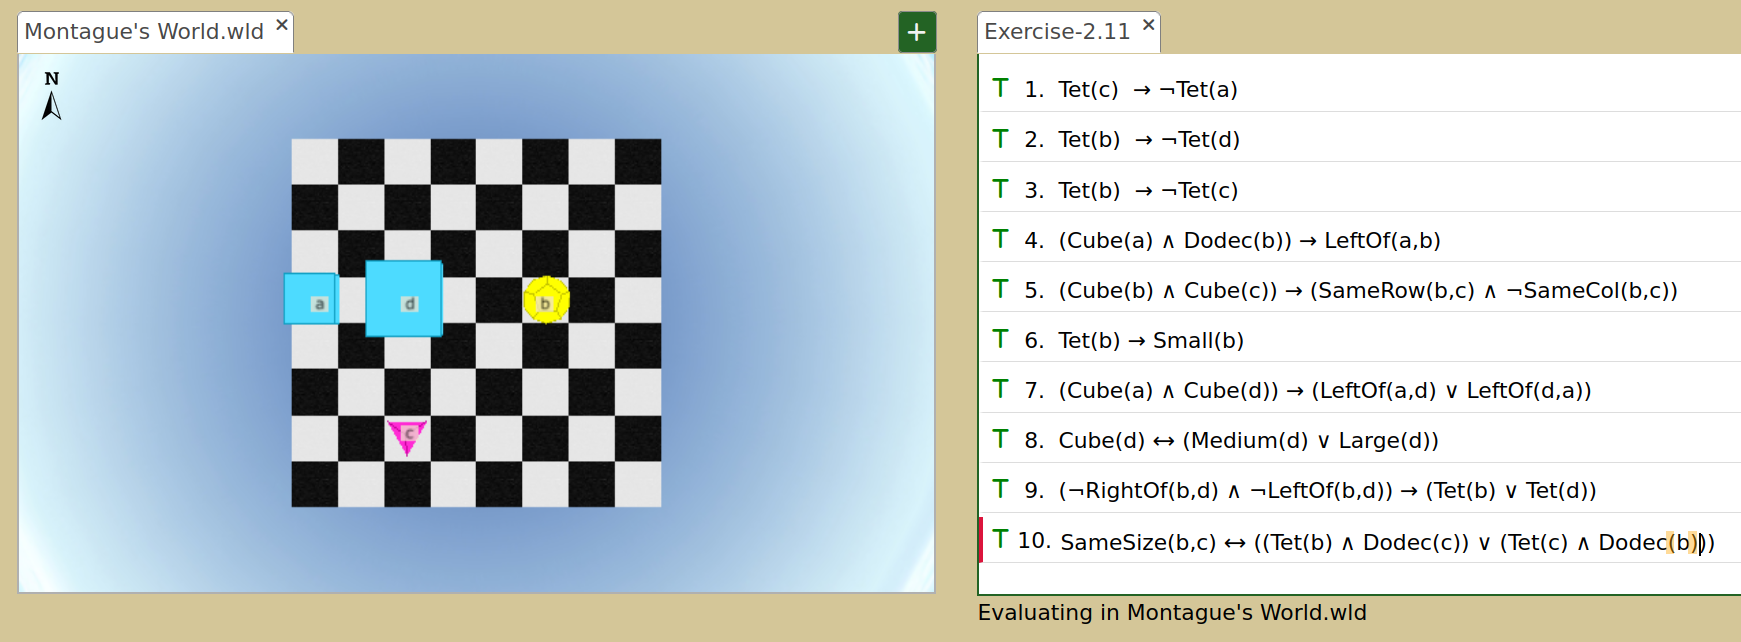 Montague's World.wld ×
+
Exercise-2.11 ×
N
a
d
b
c
T 1. Tet(c) → ¬Tet(a)
T 2. Tet(b) → ¬Tet(d)
T 3. Tet(b) → ¬Tet(c)
T 4. (Cube(a) ∧ Dodec(b)) → LeftOf(a,b)
T 5. (Cube(b) ∧ Cube(c)) → (SameRow(b,c) ∧ ¬SameCol(b,c))
T 6. Tet(b) → Small(b)
T 7. (Cube(a) ∧ Cube(d)) → (LeftOf(a,d) ∨ LeftOf(d,a))
T 8. Cube(d) ↔ (Medium(d) ∨ Large(d))
T 9. (¬RightOf(b,d) ∧ ¬LeftOf(b,d)) → (Tet(b) ∨ Tet(d))
T 10. SameSize(b,c) ↔ ((Tet(b) ∧ Dodec(c)) ∨ (Tet(c) ∧ Dodec(b)))
Evaluating in Montague's World.wld